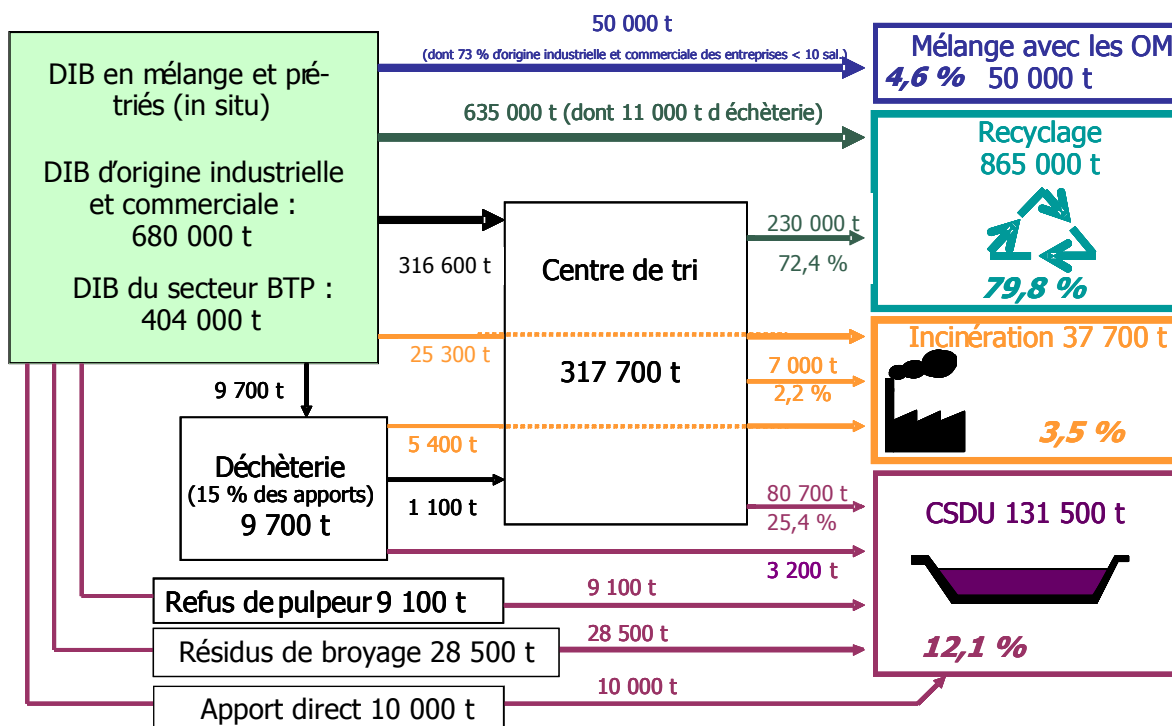 50 000 t
(dont 73 % d'origine industrielle et commerciale des entreprises < 10 sal.)
DIB en mélange et pré-
triés (in situ)
DIB d'origine industrielle
et commerciale :
680 000 t
DIB du secteur BTP :
404 000 t
Mélange avec les OM
4,6 % 50 000 t
635 000 t (dont 11 000 t d échèterie)
Recyclage
865 000 t
79,8 %
316 600 t
Centre de tri
317 700 t
230 000 t
72,4 %
25 300 t
Incinération 37 700 t
3,5 %
7 000 t
2,2 %
9 700 t
5 400 t
Déchèterie
(15 % des apports)
9 700 t
1 100 t
80 700 t
25,4 %
CSDU 131 500 t
12,1 %
3 200 t
Refus de pulpeur 9 100 t
9 100 t
Résidus de broyage 28 500 t
28 500 t
Apport direct 10 000 t
10 000 t